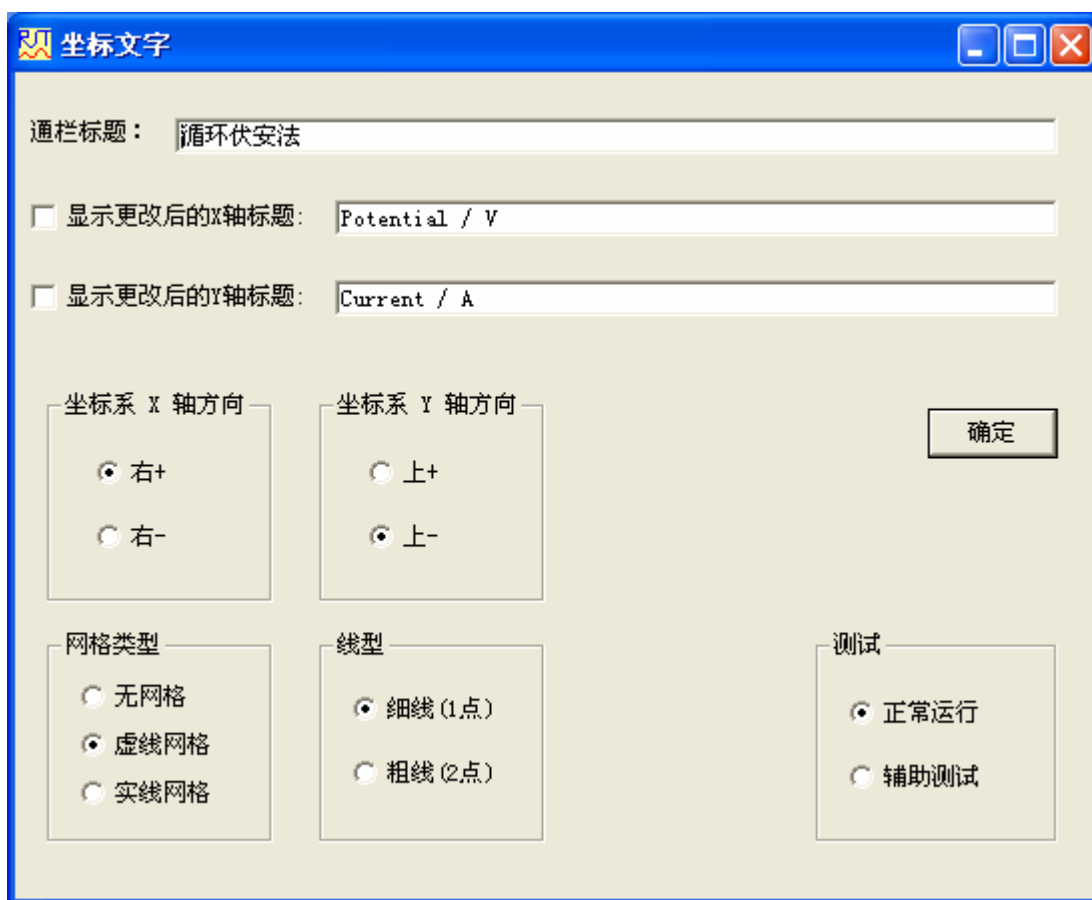 坐标文字
通栏标题：
循环伏安法
显示更改后的X轴标题:
Potential / V
显示更改后的Y轴标题:
Current / A
坐标系 X 轴方向
右+
右-
坐标系 Y 轴方向
上+
上-
确定
网格类型
无网格
虚线网格
实线网格
线型
细线(1点)
粗线(2点)
测试
正常运行
辅助测试